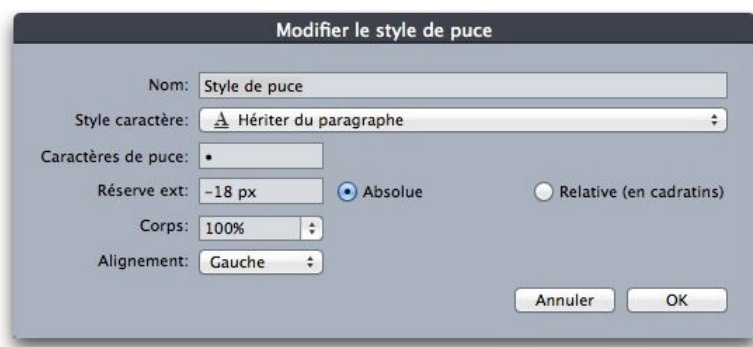 Modifier le style de puce
Nom: Style de puce
Style caractère: A Hériter du paragraphe
Caractères de puce: •
Réserve ext: -18 px Absolue Relative (en cadratins)
Corps: 100%
Alignement: Gauche
Annuler OK